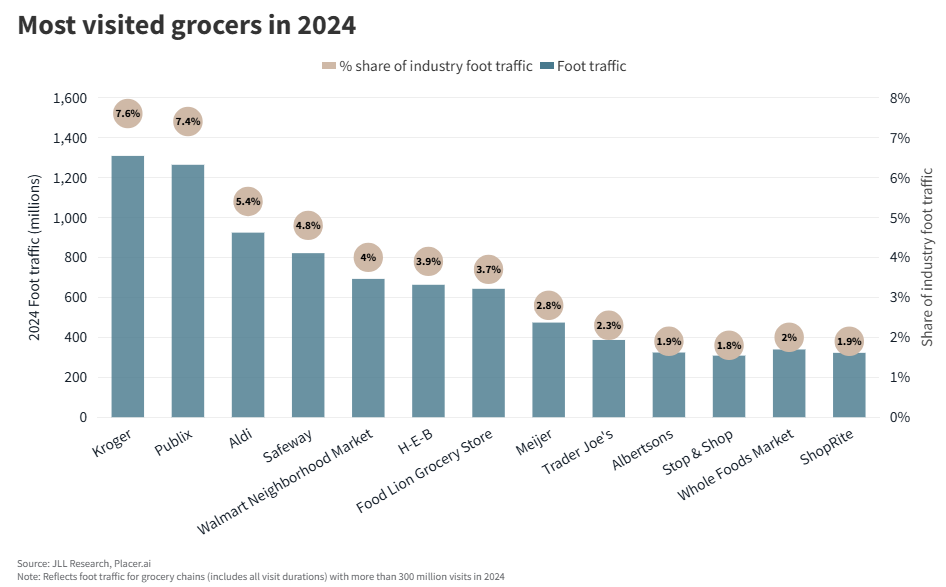 Most visited grocers in 2024
% share of industry foot traffic
Foot traffic
2024 Foot traffic (millions)
1,600
1,400
1,200
1,000
800
600
400
200
0
7.6%
7.4%
5.4%
4.8%
4%
3.9%
3.7%
2.8%
2.3%
1.9%
1.8%
2%
1.9%
8%
7%
6%
5%
4%
3%
2%
1%
0%
Share of industry foot traffic
Kroger
Publix
Aldi
Safeway
Walmart Neighborhood Market
H-E-B
Food Lion Grocery Store
Meijer
Trader Joe's
Albertsons
Stop & Shop
Whole Foods Market
ShopRite
Source: JLL Research, Placer.ai
Note: Reflects foot traffic for grocery chains (includes all visit durations) with more than 300 million visits in 2024